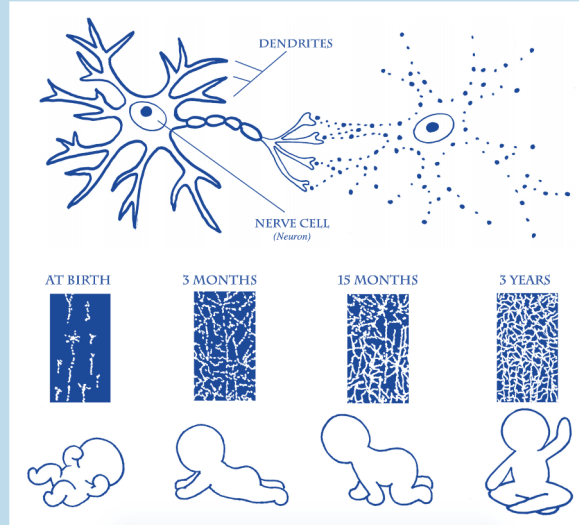 DENDRITES
NERVE CELL
(Neuron)
AT BIRTH
3 MONTHS
15 MONTHS
3 YEARS